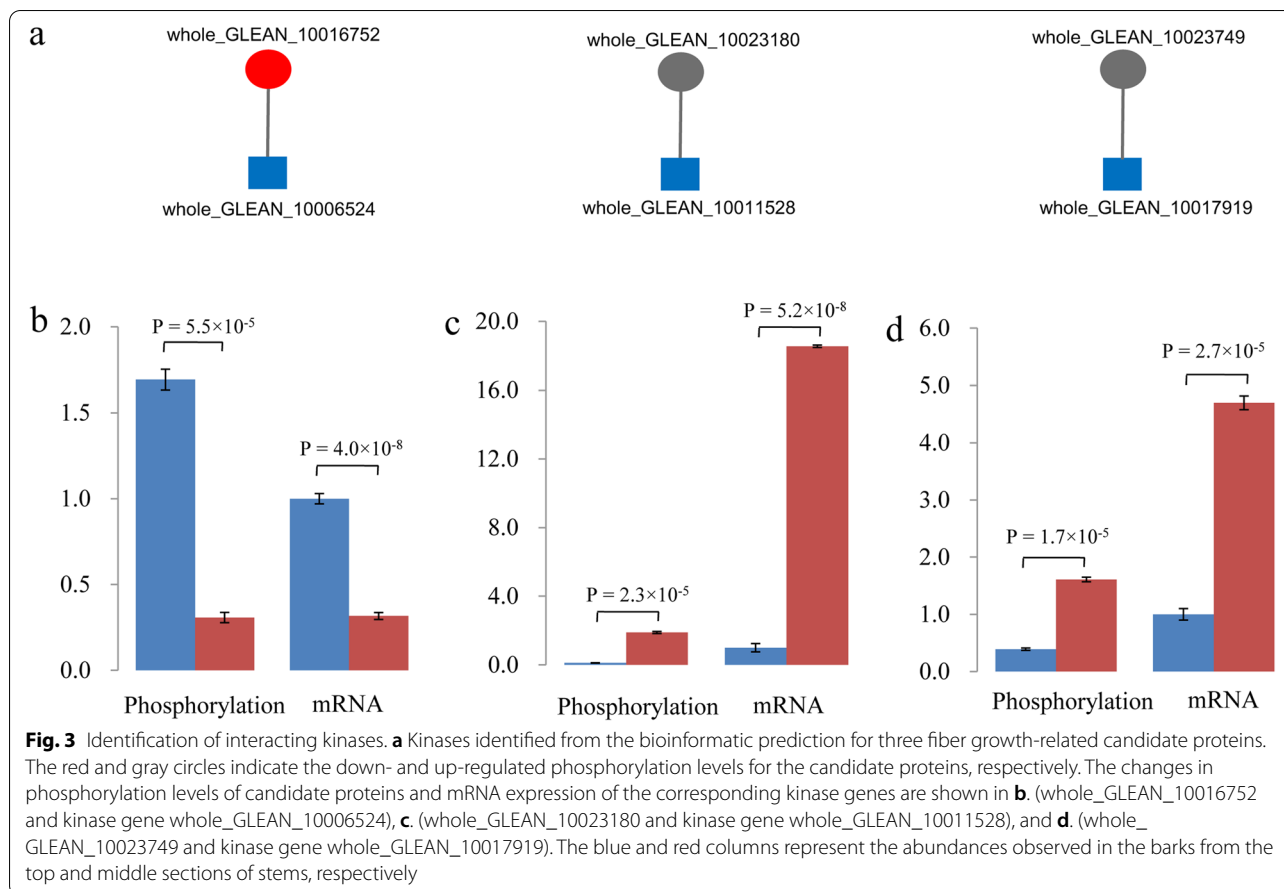 a
whole_GLEAN_10016752
whole_GLEAN_10023180
whole_GLEAN_10023749
whole_GLEAN_10006524
whole_GLEAN_10011528
whole_GLEAN_10017919
b
2.0
1.5
1.0
0.5
0.0
P = 5.5×10-5
P = 4.0×10-8
Phosphorylation
mRNA
c
20.0
16.0
12.0
8.0
4.0
0.0
P = 2.3×10-5
P = 5.2×10-8
Phosphorylation
mRNA
d
6.0
5.0
4.0
3.0
2.0
1.0
0.0
P = 1.7×10-5
P = 2.7×10-5
Phosphorylation
mRNA
Fig. 3 Identification of interacting kinases. a Kinases identified from the bioinformatic prediction for three fiber growth-related candidate proteins.
The red and gray circles indicate the down- and up-regulated phosphorylation levels for the candidate proteins, respectively. The changes in
phosphorylation levels of candidate proteins and mRNA expression of the corresponding kinase genes are shown in b. (whole_GLEAN_10016752
and kinase gene whole_GLEAN_10006524), c. (whole_GLEAN_10023180 and kinase gene whole_GLEAN_10011528), and d. (whole_
GLEAN_10023749 and kinase gene whole_GLEAN_10017919). The blue and red columns represent the abundances observed in the barks from the
top and middle sections of stems, respectively